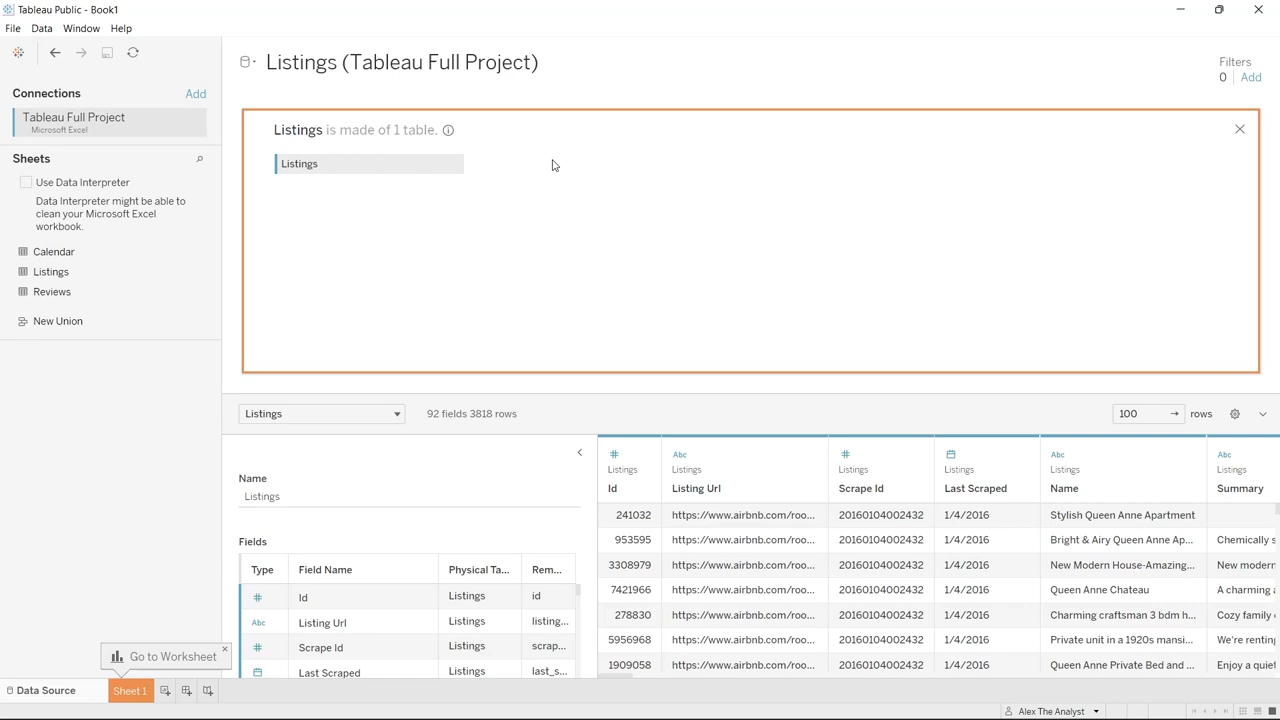 Tableau Public - Book1
File Data Window Help
Connections Add
Tableau Full Project
Microsoft Excel
Sheets
Use Data Interpreter
Data Interpreter might be able to
clean your Microsoft Excel
workbook.
Calendar
Listings
Reviews
New Union
Listings (Tableau Full Project)
Filters
0 Add
Listings is made of 1 table.
Listings
Listings 92 fields 3818 rows 100 → rows
Name
Listings
Fields
Type Field Name Physical Ta... Rem...
# Id Listings id
Abc Listing Url Listings listing...
# Scrape Id Listings scrap...
Last Scraped Listings last_s...
# Abc # Abc Abc
Listings Listings Listings Listings Listings Listings
Id Listing Url Scrape Id Last Scraped Name Summary
241032 https://www.airbnb.com/roo... 20160104002432 1/4/2016 Stylish Queen Anne Apartment
953595 https://www.airbnb.com/roo... 20160104002432 1/4/2016 Bright & Airy Queen Anne Ap... Chemically s
3308979 https://www.airbnb.com/roo... 20160104002432 1/4/2016 New Modern House-Amazing... New modern
7421966 https://www.airbnb.com/roo... 20160104002432 1/4/2016 Queen Anne Chateau A charming a
278830 https://www.airbnb.com/roo... 20160104002432 1/4/2016 Charming craftsman 3 bdm h... Cozy family
5956968 https://www.airbnb.com/roo... 20160104002432 1/4/2016 Private unit in a 1920s mansi... We're renting
1909058 https://www.airbnb.com/roo... 20160104002432 1/4/2016 Queen Anne Private Bed and ... Enjoy a quiet
Go to Worksheet
Data Source Sheet 1
Alex The Analyst